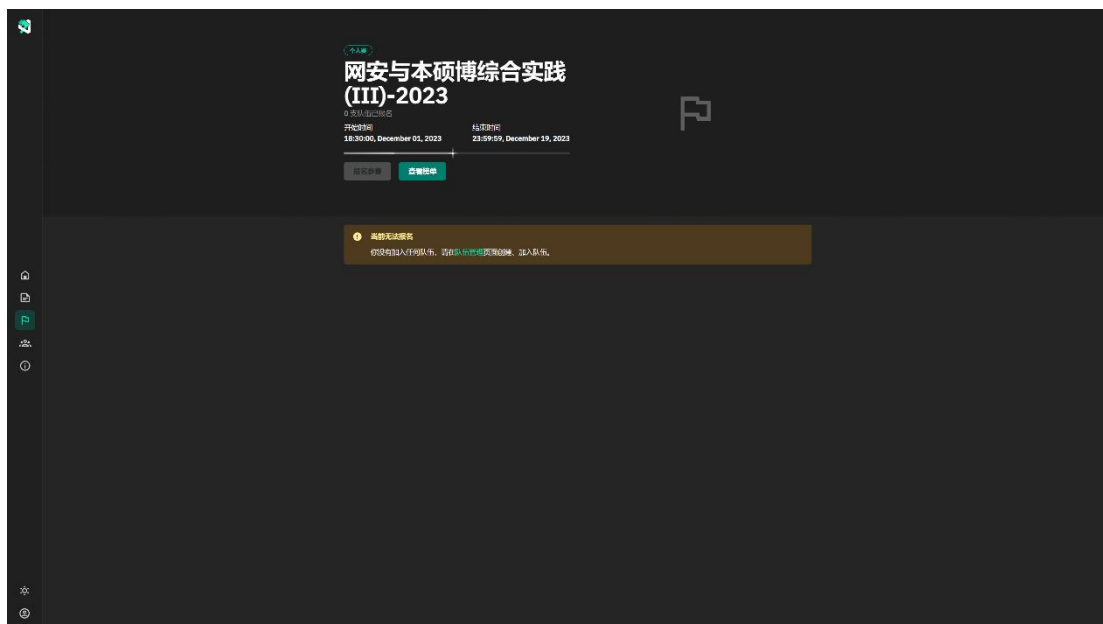 个人赛
网安与本硕博综合实践
(III)-2023
0 支队伍已报名
开始时间
结束时间
18:30:00, December 01, 2023
23:59:59, December 19, 2023
报名参赛
查看榜单
当前无法报名
你没有加入任何队伍，请在队伍管理页面创建、加入队伍。